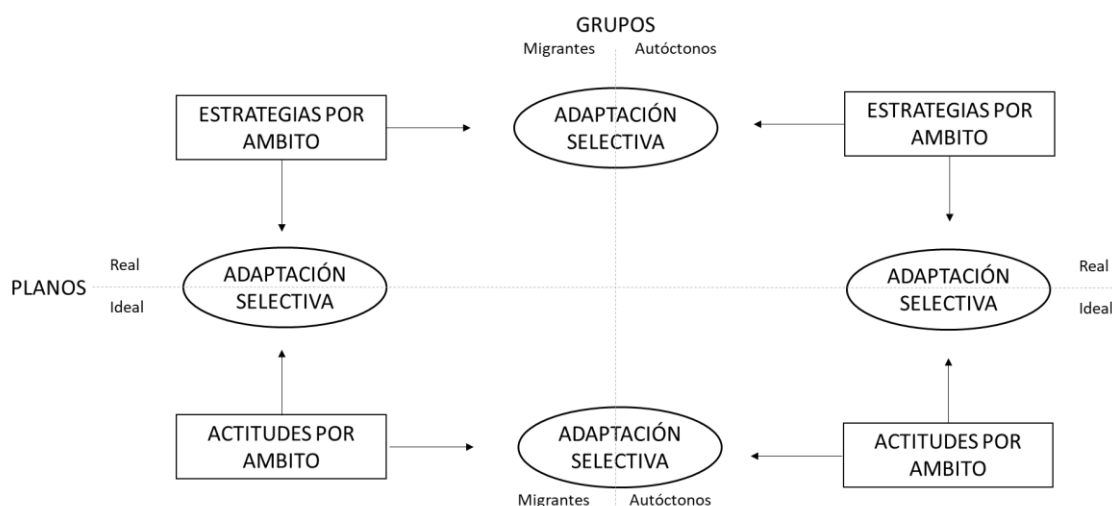 GRUPOS
Migrantes Autóctonos
ESTRATEGIAS POR
AMBITO
ADAPTACIÓN
SELECTIVA
ESTRATEGIAS POR
AMBITO
PLANOS
Real
Ideal
ADAPTACIÓN
SELECTIVA
ADAPTACIÓN
SELECTIVA
Real
Ideal
ACTITUDES POR
AMBITO
ADAPTACIÓN
SELECTIVA
ACTITUDES POR
AMBITO
Migrantes Autóctonos